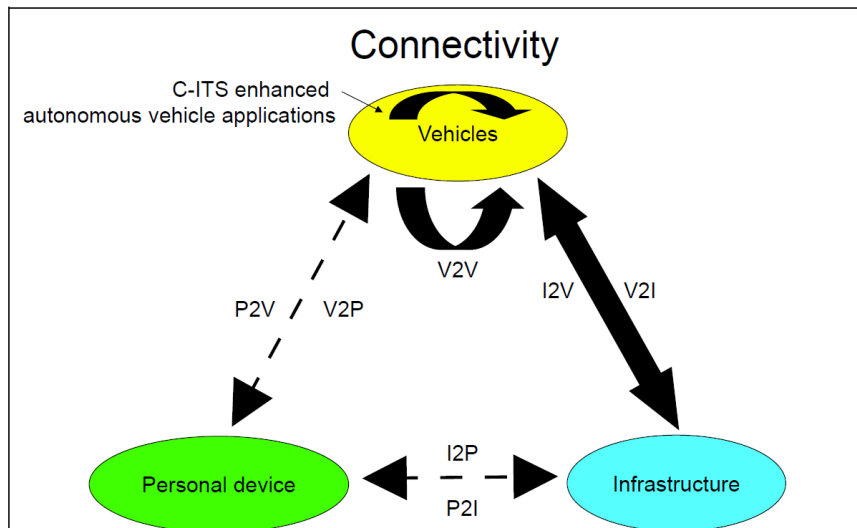 Connectivity
C-ITS enhanced
autonomous vehicle applications
Vehicles
V2V
P2V
V2P
I2V
V2I
I2P
P2I
Personal device
Infrastructure